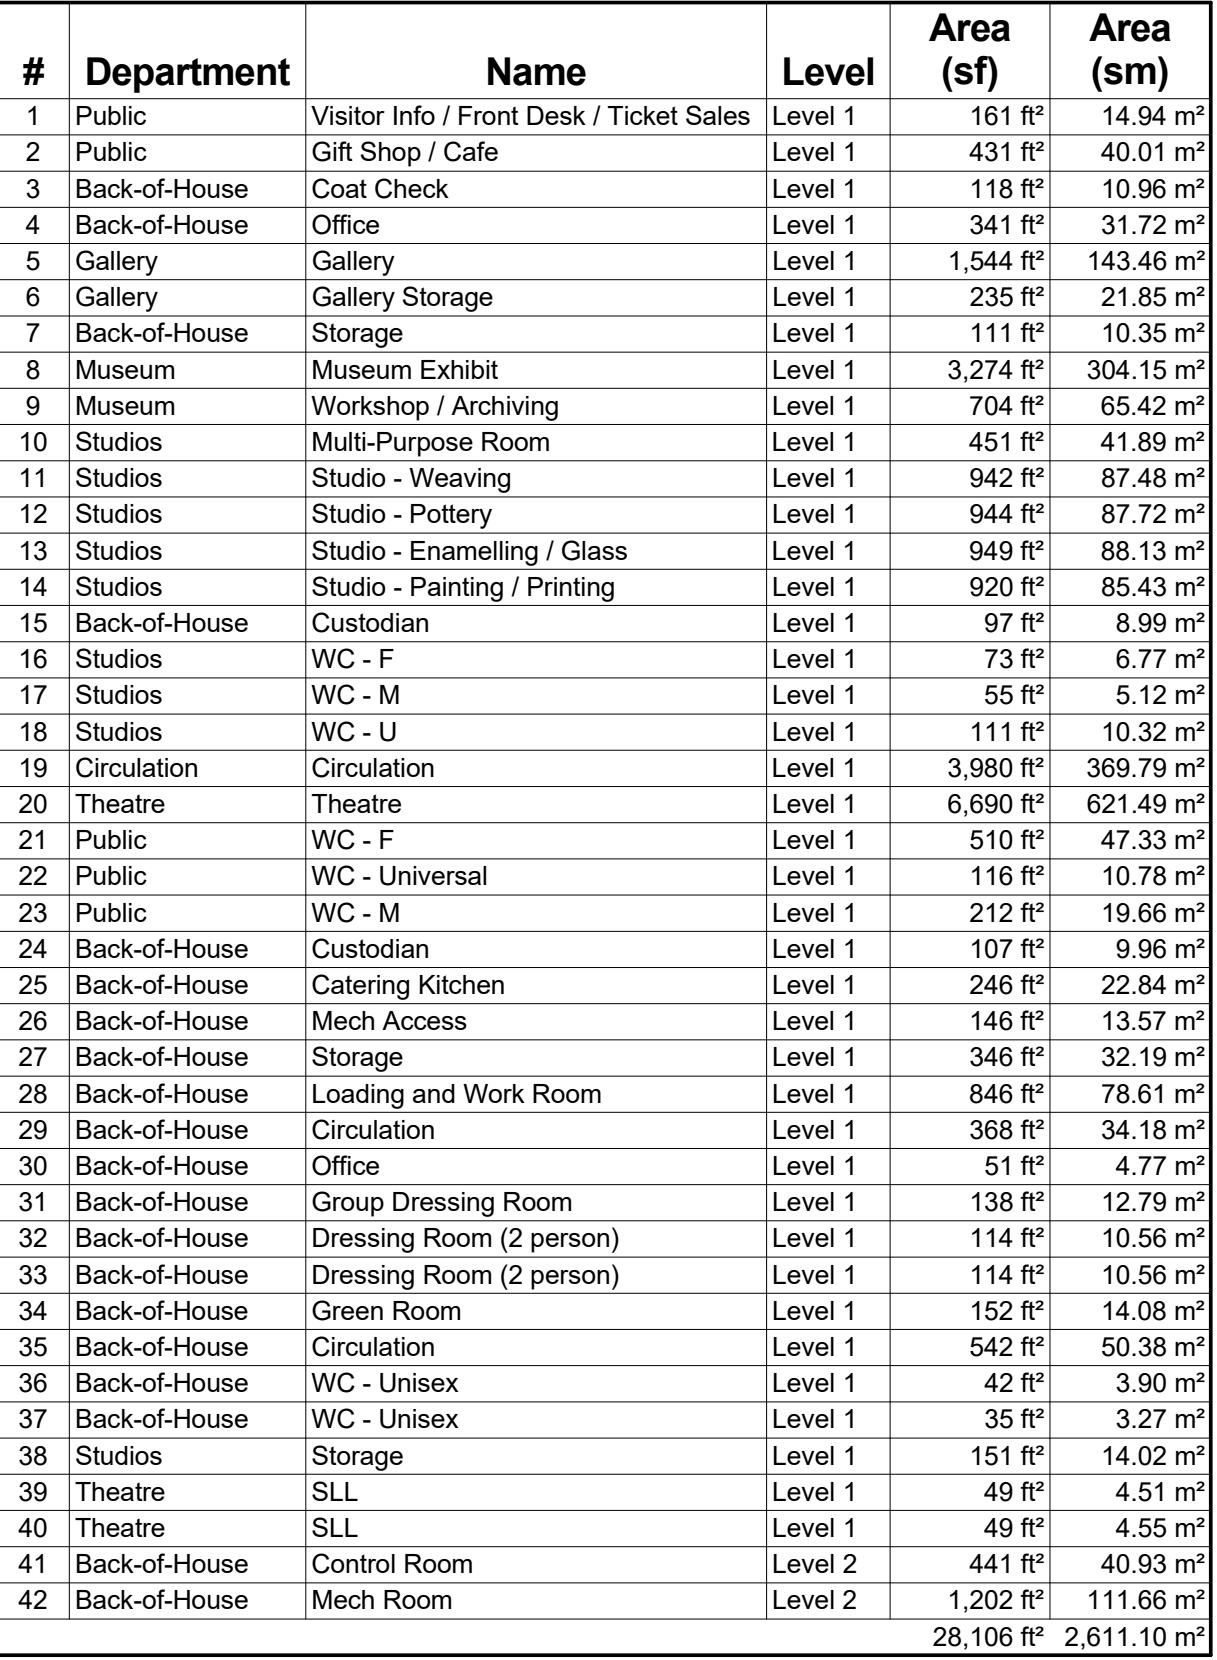 # Department Name Level Area (sf) Area (sm)
1 Public Visitor Info / Front Desk / Ticket Sales Level 1 161 ft² 14.94 m²
2 Public Gift Shop / Cafe Level 1 431 ft² 40.01 m²
3 Back-of-House Coat Check Level 1 118 ft² 10.96 m²
4 Back-of-House Office Level 1 341 ft² 31.72 m²
5 Gallery Gallery Level 1 1,544 ft² 143.46 m²
6 Gallery Gallery Storage Level 1 235 ft² 21.85 m²
7 Back-of-House Storage Level 1 111 ft² 10.35 m²
8 Museum Museum Exhibit Level 1 3,274 ft² 304.15 m²
9 Museum Workshop / Archiving Level 1 704 ft² 65.42 m²
10 Studios Multi-Purpose Room Level 1 451 ft² 41.89 m²
11 Studios Studio - Weaving Level 1 942 ft² 87.48 m²
12 Studios Studio - Pottery Level 1 944 ft² 87.72 m²
13 Studios Studio - Enamelling / Glass Level 1 949 ft² 88.13 m²
14 Studios Studio - Painting / Printing Level 1 920 ft² 85.43 m²
15 Back-of-House Custodian Level 1 97 ft² 8.99 m²
16 Studios WC - F Level 1 73 ft² 6.77 m²
17 Studios WC - M Level 1 55 ft² 5.12 m²
18 Studios WC - U Level 1 111 ft² 10.32 m²
19 Circulation Circulation Level 1 3,980 ft² 369.79 m²
20 Theatre Theatre Level 1 6,690 ft² 621.49 m²
21 Public WC - F Level 1 510 ft² 47.33 m²
22 Public WC - Universal Level 1 116 ft² 10.78 m²
23 Public WC - M Level 1 212 ft² 19.66 m²
24 Back-of-House Custodian Level 1 107 ft² 9.96 m²
25 Back-of-House Catering Kitchen Level 1 246 ft² 22.84 m²
26 Back-of-House Mech Access Level 1 146 ft² 13.57 m²
27 Back-of-House Storage Level 1 346 ft² 32.19 m²
28 Back-of-House Loading and Work Room Level 1 846 ft² 78.61 m²
29 Back-of-House Circulation Level 1 368 ft² 34.18 m²
30 Back-of-House Office Level 1 51 ft² 4.77 m²
31 Back-of-House Group Dressing Room Level 1 138 ft² 12.79 m²
32 Back-of-House Dressing Room (2 person) Level 1 114 ft² 10.56 m²
33 Back-of-House Dressing Room (2 person) Level 1 114 ft² 10.56 m²
34 Back-of-House Green Room Level 1 152 ft² 14.08 m²
35 Back-of-House Circulation Level 1 542 ft² 50.38 m²
36 Back-of-House WC - Unisex Level 1 42 ft² 3.90 m²
37 Back-of-House WC - Unisex Level 1 35 ft² 3.27 m²
38 Studios Storage Level 1 151 ft² 14.02 m²
39 Theatre SLL Level 1 49 ft² 4.51 m²
40 Theatre SLL Level 1 49 ft² 4.55 m²
41 Back-of-House Control Room Level 2 441 ft² 40.93 m²
42 Back-of-House Mech Room Level 2 1,202 ft² 111.66 m²
28,106 ft² 2,611.10 m²